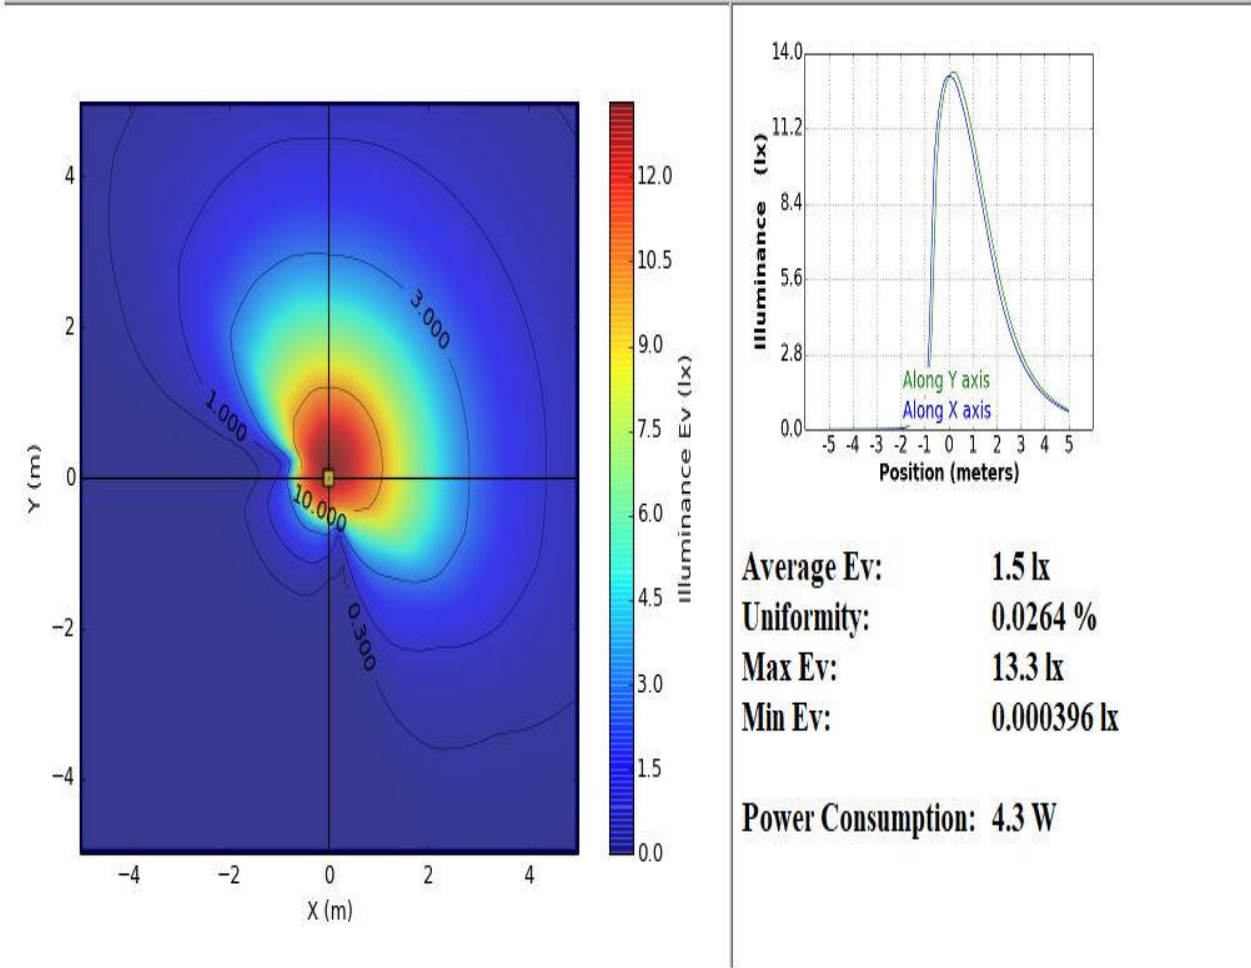 4
2
0
−2
−4
Y (m)
−4 −2 0 2 4
X (m)
3.000
1.000
10.000
0.300
12.0
10.5
9.0
7.5
6.0
4.5
3.0
1.5
0.0
Illuminance Ev (lx)
14.0
11.2
8.4
5.6
2.8
0.0
Illuminance (lx)
Along Y axis
Along X axis
-5 -4 -3 -2 -1 0 1 2 3 4 5
Position (meters)
Average Ev: 1.5 lx
Uniformity: 0.0264 %
Max Ev: 13.3 lx
Min Ev: 0.000396 lx
Power Consumption: 4.3 W